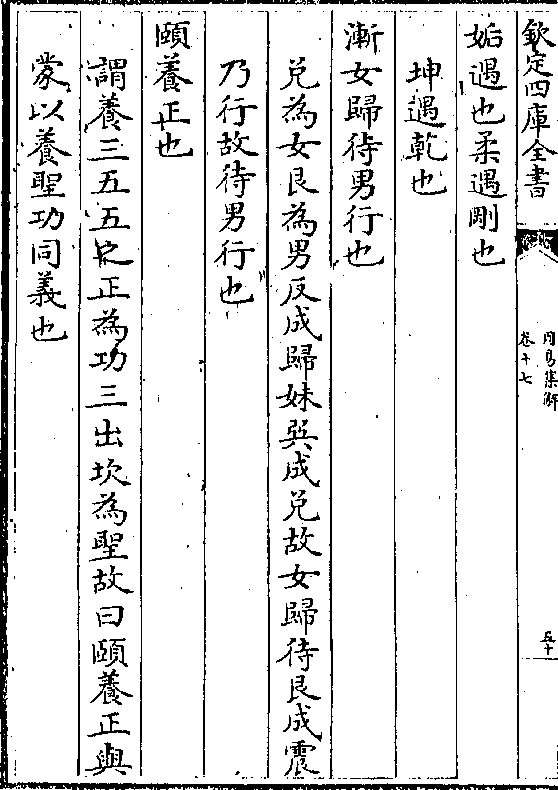 欽定四庫全書
周易集解
卷十七
五十
姤遇也柔遇剛也
坤遇乾也
漸女歸待男行也
兌為女艮為男反成歸妹巽成兌故女歸待艮成震
乃行故待男行也
頤養正也
謂養三五五之正為功三出坎為聖故曰頤養正與
蒙以養聖功同義也